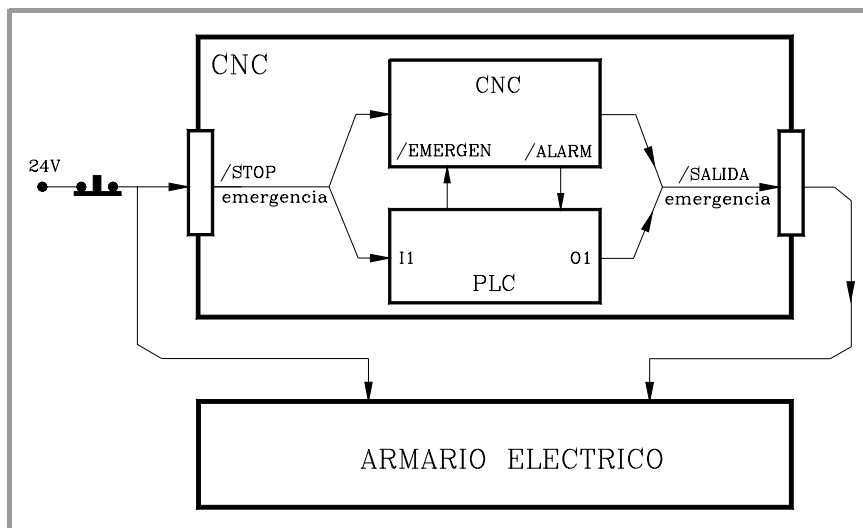 CNC
CNC
/EMERGEN
/ALARM
24V
/STOP
emergencia
/SALIDA
emergencia
I1
O1
PLC
ARMARIO ELECTRICO